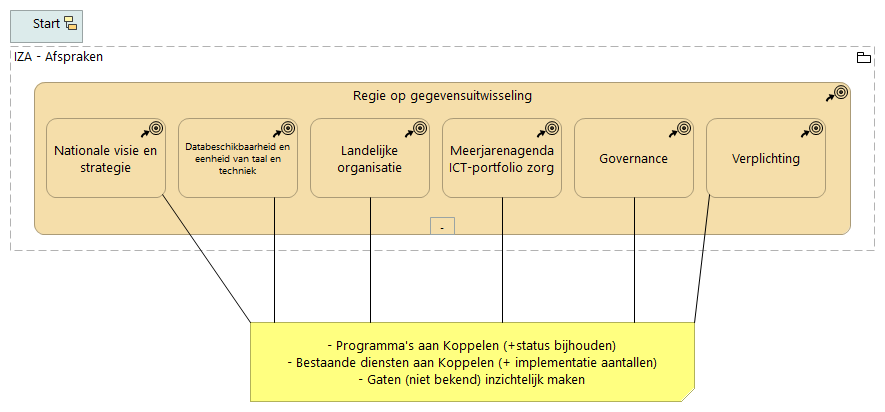 Start
IZA - Afspraken
Regie op gegevensuitwisseling
Nationale visie en
strategie
Databeschikbaarheid en
eenheid van taal en
techniek
Landelijke
organisatie
Meerjarenagenda
ICT-portfolio zorg
Governance
Verplichting
-
- Programma's aan Koppelen (+status bijhouden)
- Bestaande diensten aan Koppelen (+ implementatie aantallen)
- Gaten (niet bekend) inzichtelijk maken